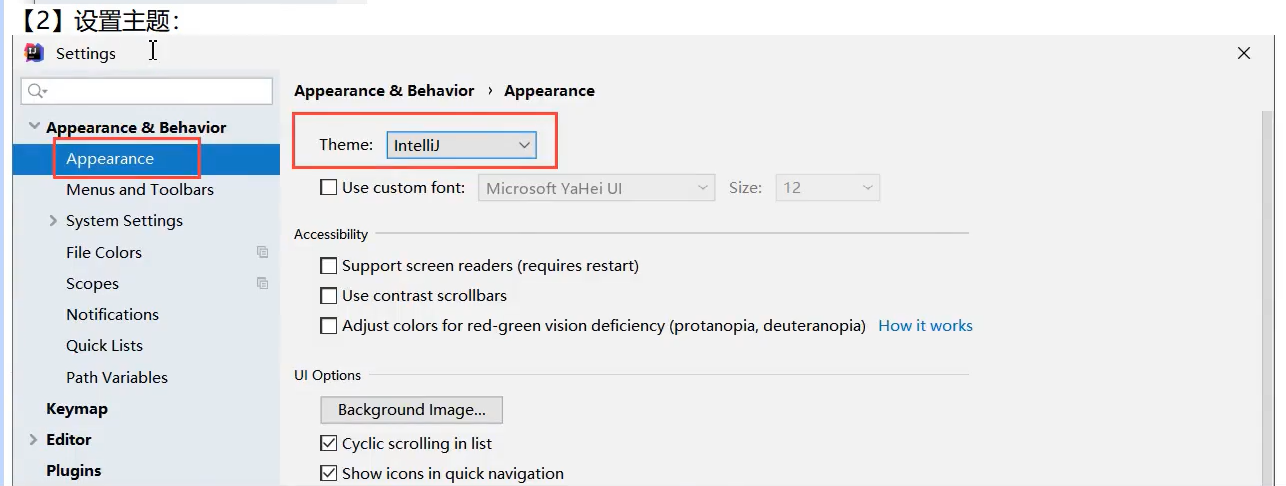 【2】设置主题：
Settings
Appearance & Behavior › Appearance
Appearance & Behavior
Theme: IntelliJ
Appearance
Use custom font: Microsoft YaHei UI Size: 12
Menus and Toolbars
System Settings
Accessibility
File Colors
Support screen readers (requires restart)
Scopes
Use contrast scrollbars
Notifications
Adjust colors for red-green vision deficiency (protanopia, deuteranopia) How it works
Quick Lists
Path Variables
UI Options
Keymap
Background Image...
Editor
Cyclic scrolling in list
Plugins
Show icons in quick navigation